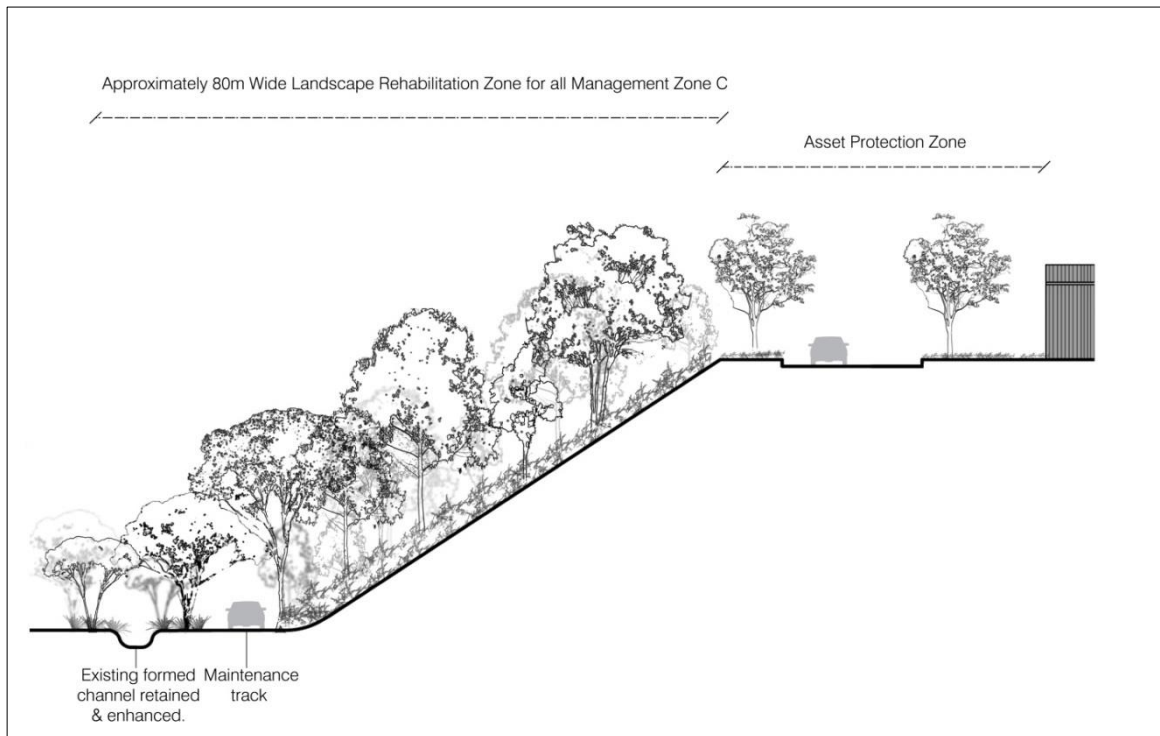 Approximately 80m Wide Landscape Rehabilitation Zone for all Management Zone C
Asset Protection Zone
Existing formed
channel retained
& enhanced.
Maintenance
track